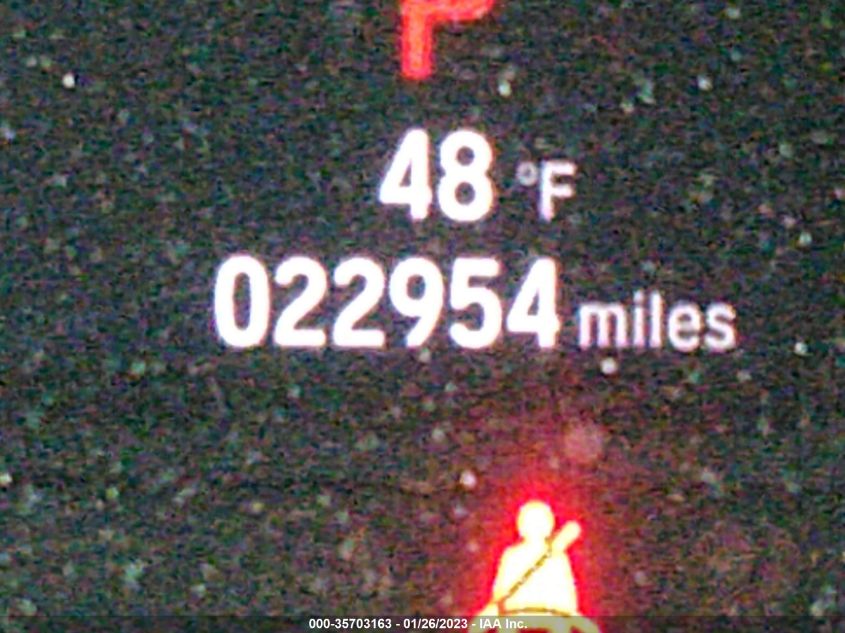 P
48 °F
022954 miles
000-35703163 - 01/26/2023 - IAA Inc.